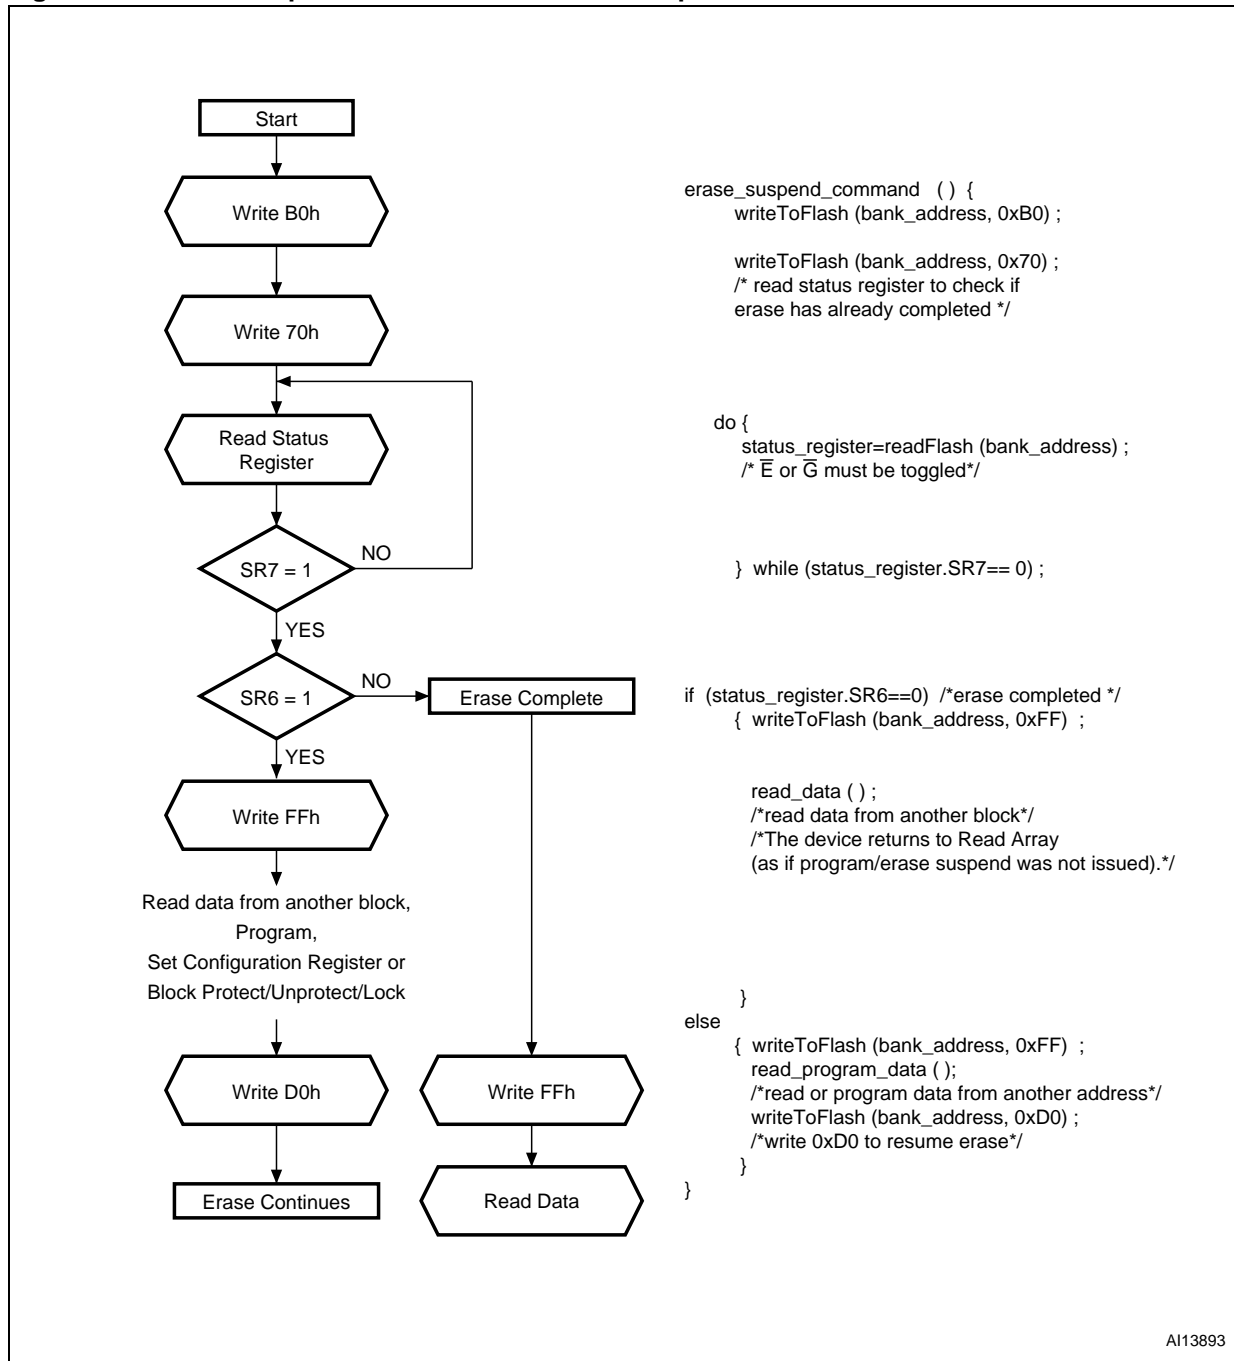 Start
Write B0h
Write 70h
Read Status
Register
SR7 = 1
NO
YES
SR6 = 1
NO
Erase Complete
YES
Write FFh
Read data from another block,
Program,
Set Configuration Register or
Block Protect/Unprotect/Lock
Write D0h
Write FFh
Erase Continues
Read Data
erase_suspend_command ( ) {
writeToFlash (bank_address, 0xB0) ;
writeToFlash (bank_address, 0x70) ;
/* read status register to check if
erase has already completed */
do {
status_register=readFlash (bank_address) ;
/* E̅ or G̅ must be toggled*/
} while (status_register.SR7== 0) ;
if (status_register.SR6==0) /*erase completed */
{ writeToFlash (bank_address, 0xFF) ;
read_data ( ) ;
/*read data from another block*/
/*The device returns to Read Array
(as if program/erase suspend was not issued).*/
}
else
{ writeToFlash (bank_address, 0xFF) ;
read_program_data ( );
/*read or program data from another address*/
writeToFlash (bank_address, 0xD0) ;
/*write 0xD0 to resume erase*/
}
}
AI13893